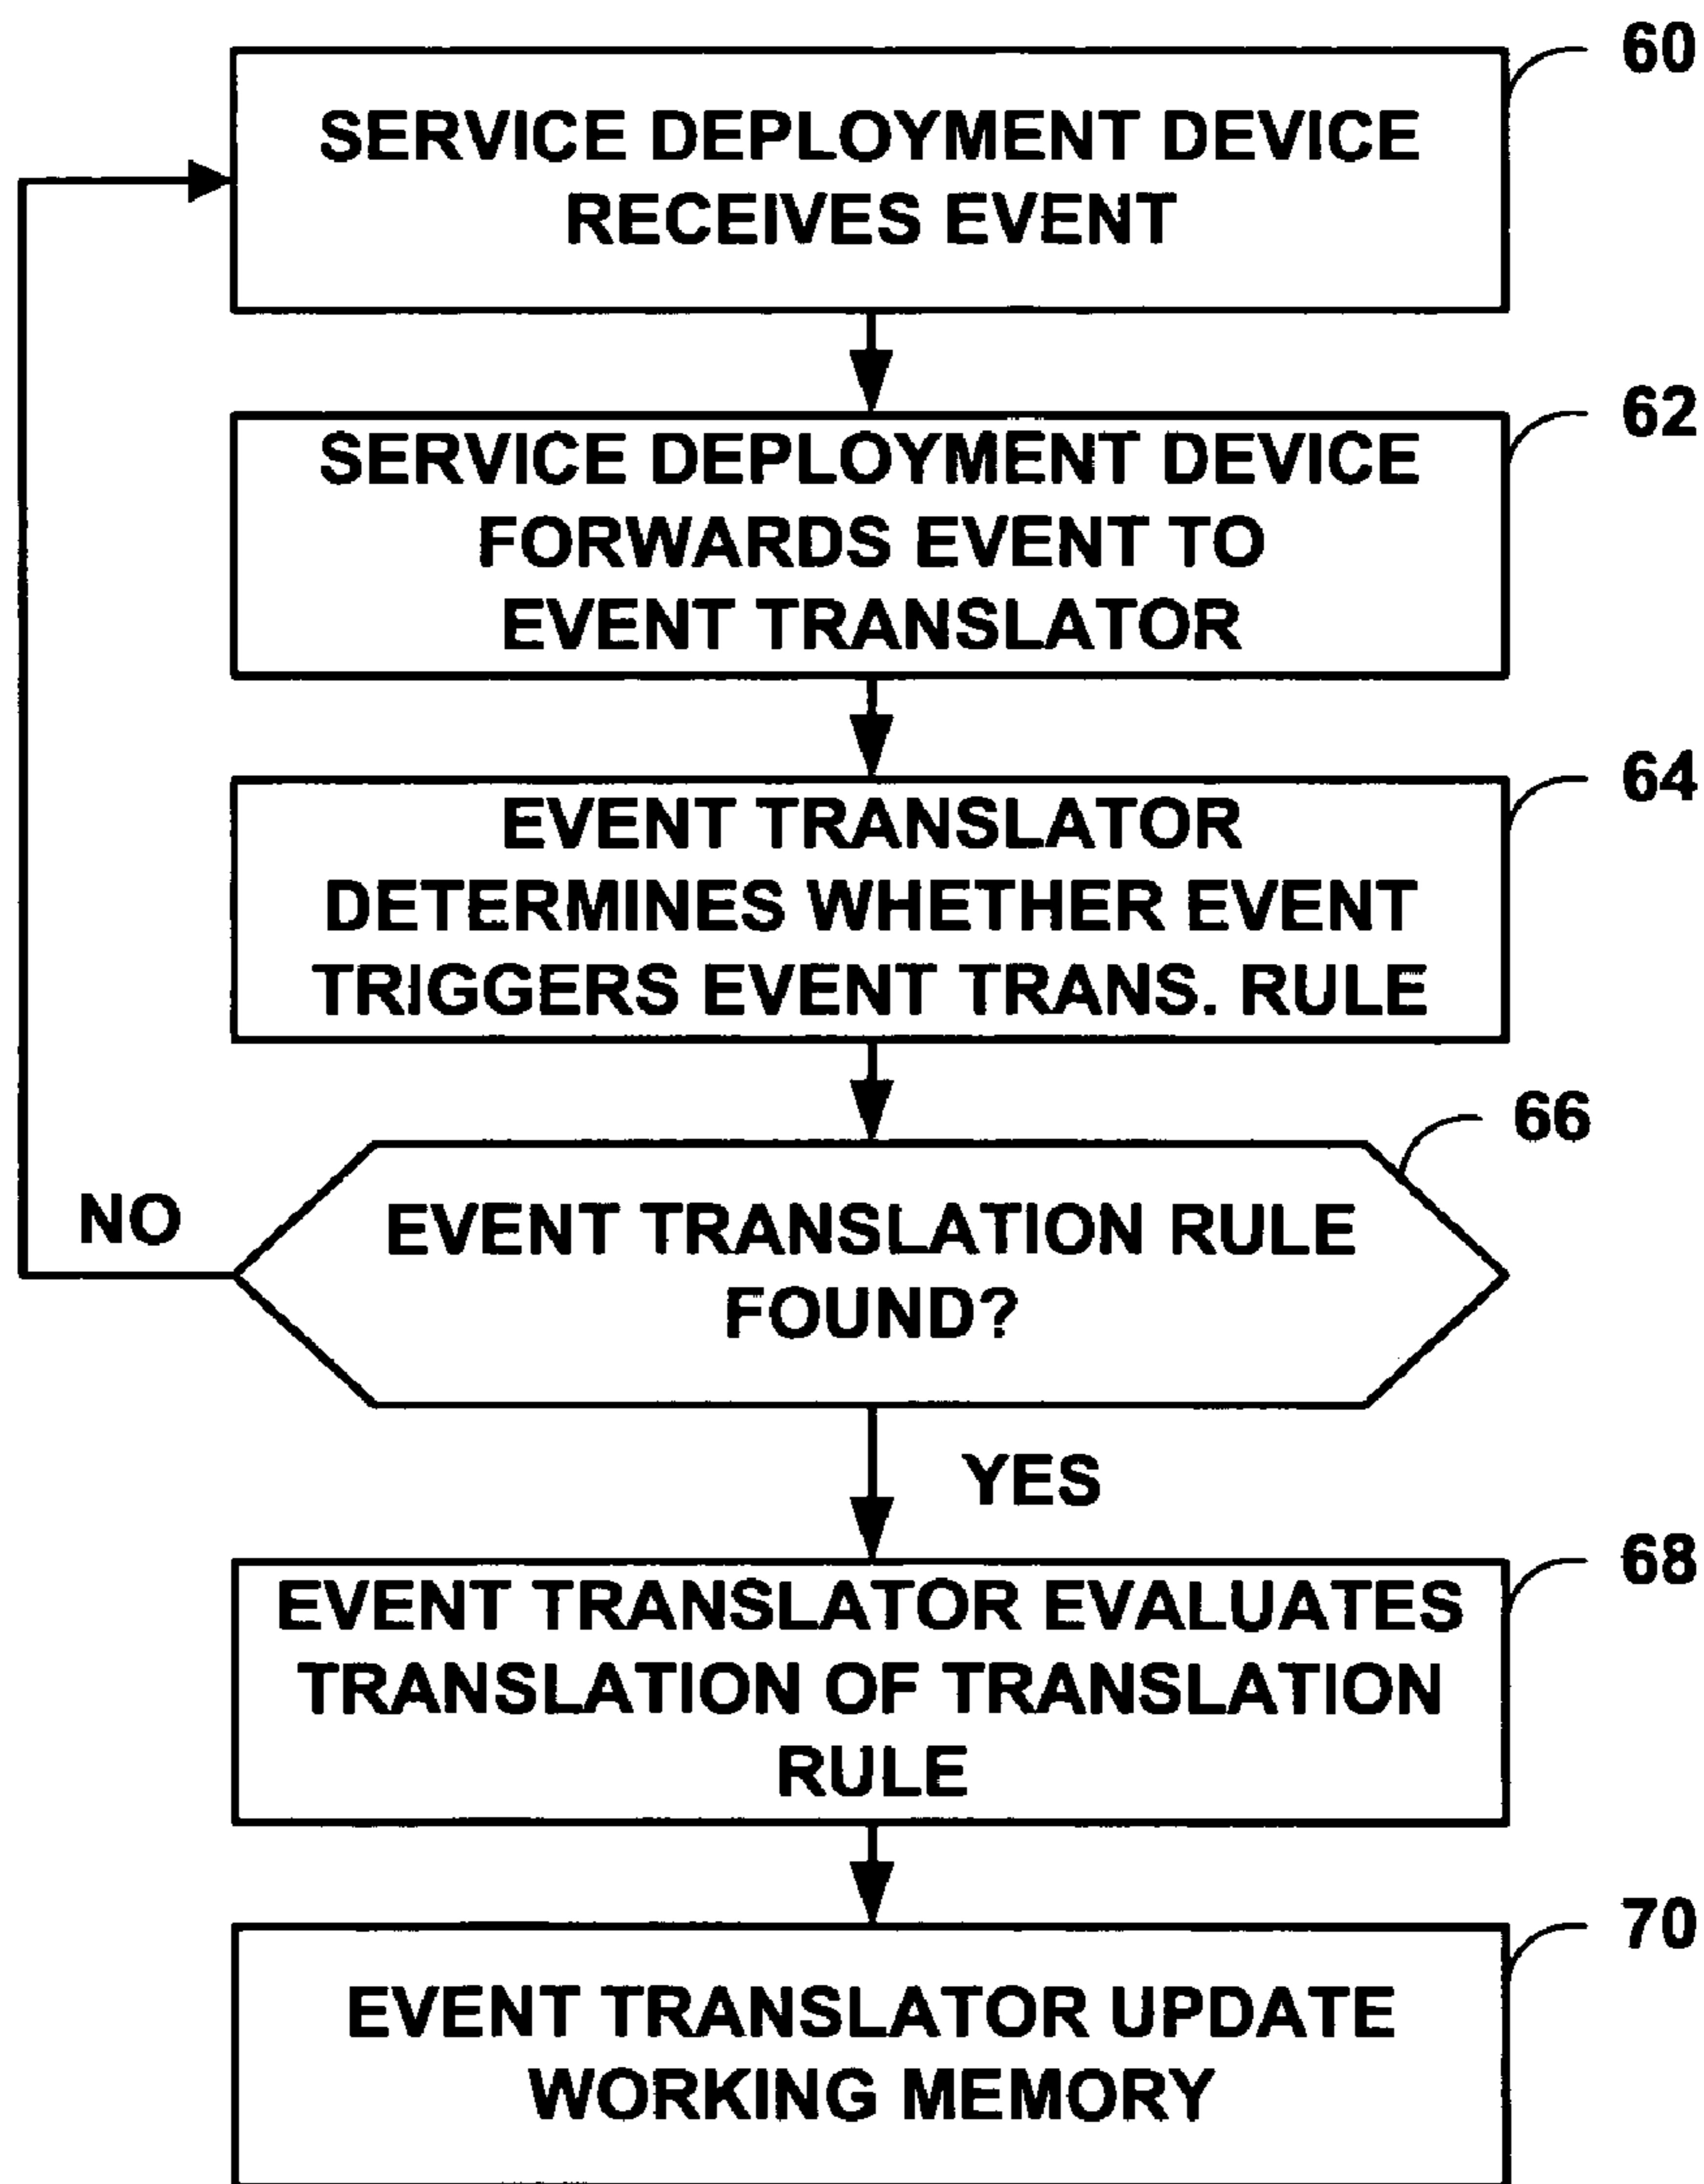 60
SERVICE DEPLOYMENT DEVICE
RECEIVES EVENT
62
SERVICE DEPLOYMENT DEVICE
FORWARDS EVENT TO
EVENT TRANSLATOR
64
EVENT TRANSLATOR
DETERMINES WHETHER EVENT
TRIGGERS EVENT TRANS. RULE
66
NO
EVENT TRANSLATION RULE
FOUND?
YES
68
EVENT TRANSLATOR EVALUATES
TRANSLATION OF TRANSLATION
RULE
70
EVENT TRANSLATOR UPDATE
WORKING MEMORY